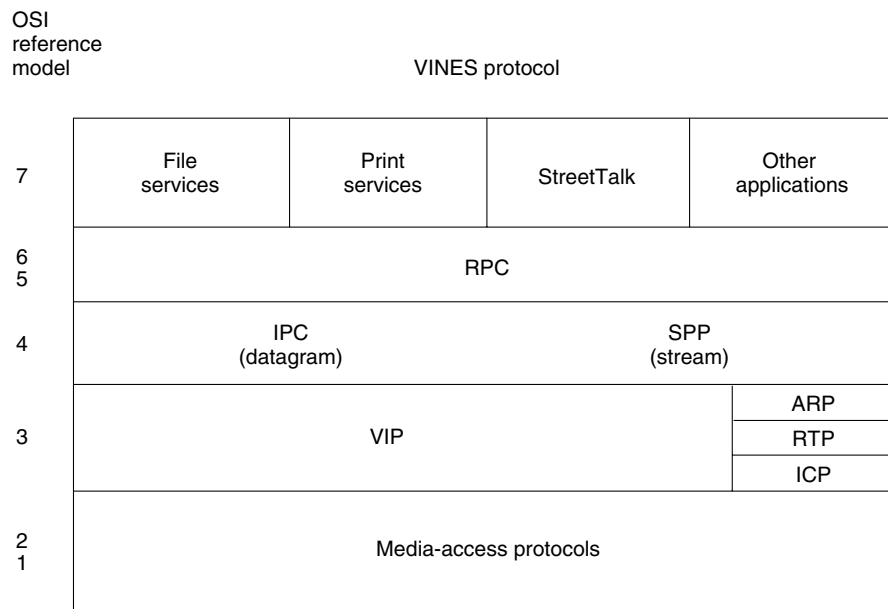 OSI
reference
model
VINES protocol
7
File
services
Print
services
StreetTalk
Other
applications
6
5
RPC
4
IPC
(datagram)
SPP
(stream)
3
VIP
ARP
RTP
ICP
2
1
Media-access protocols